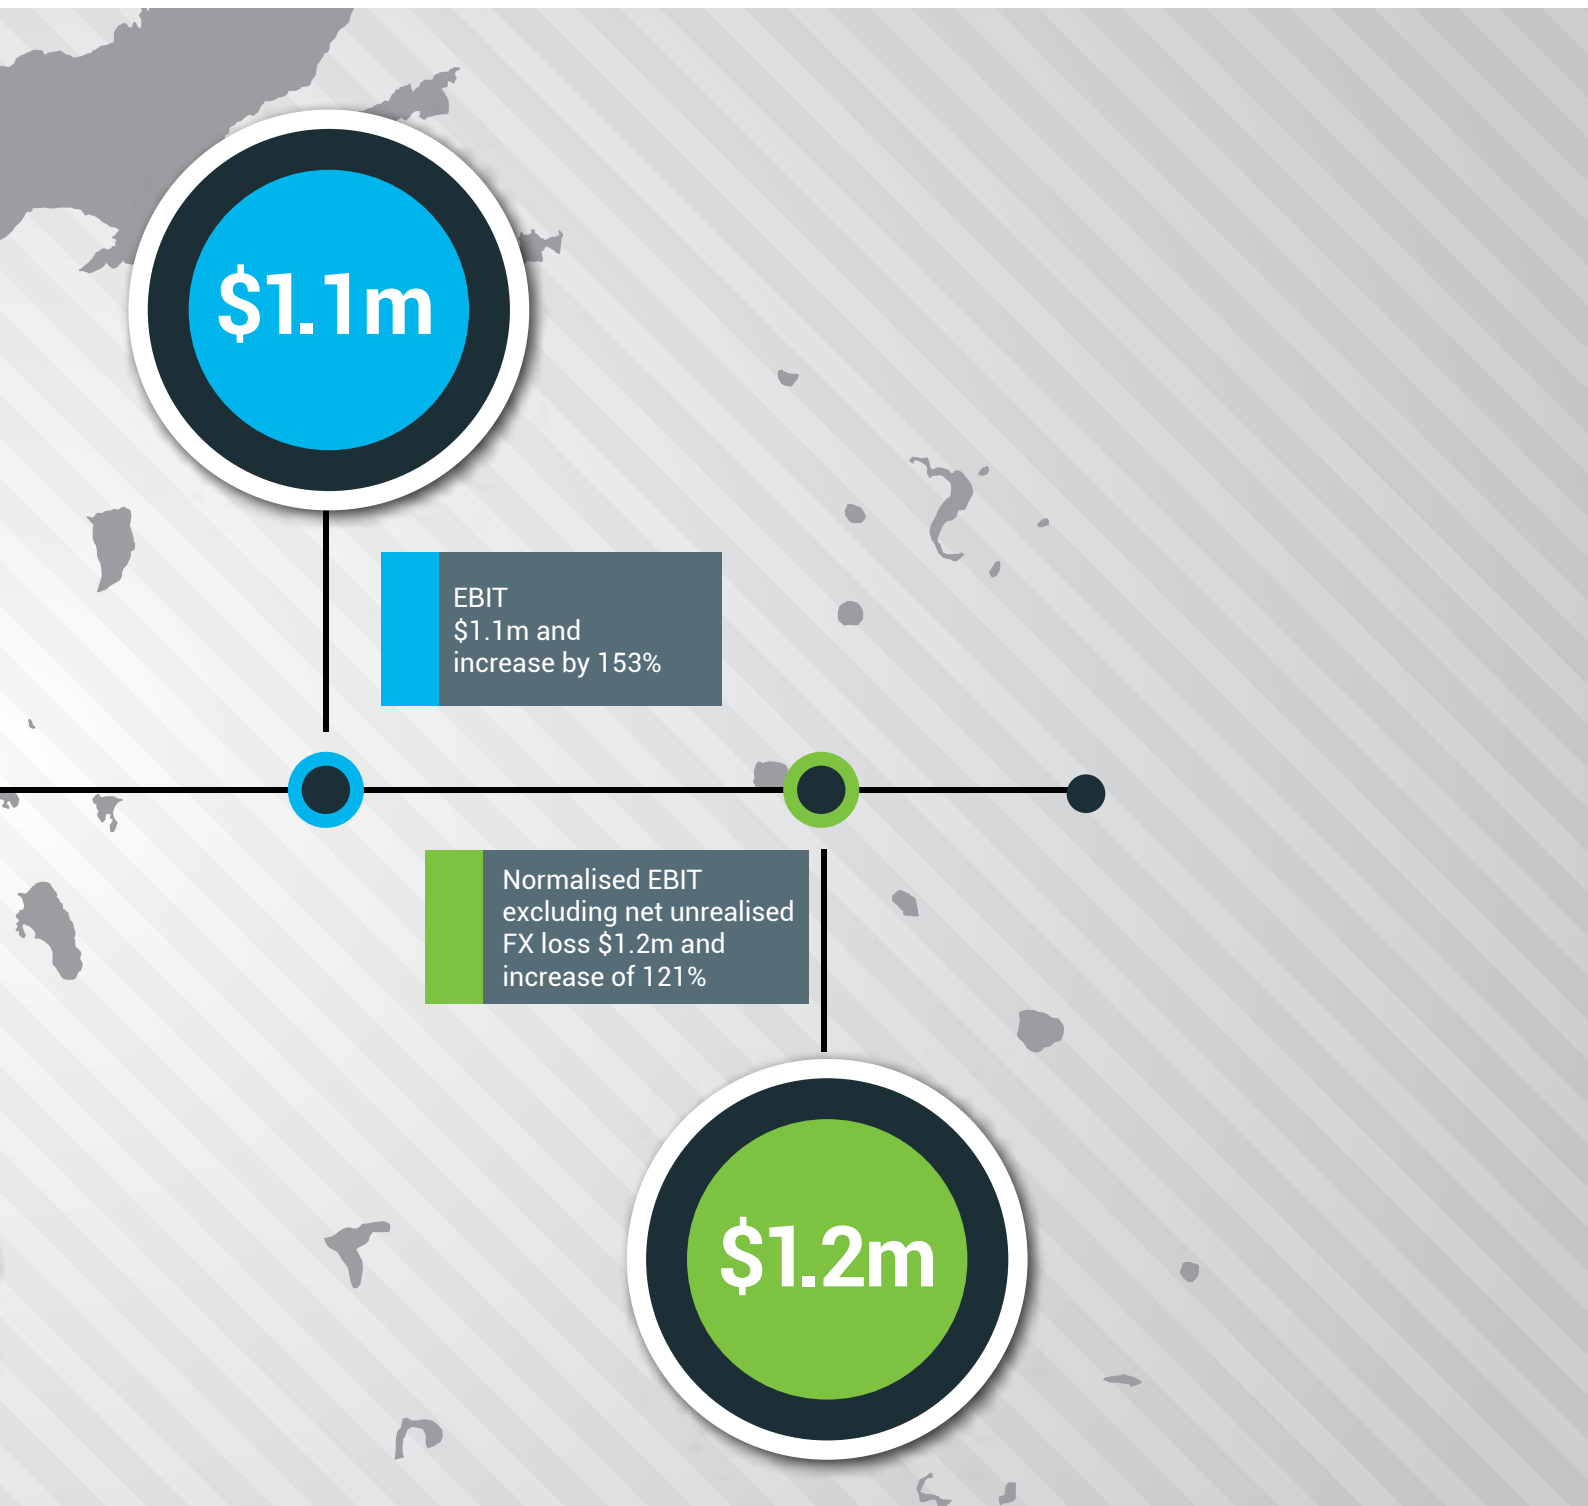 $1.1m
EBIT
$1.1m and
increase by 153%
Normalised EBIT
excluding net unrealised
FX loss $1.2m and
increase of 121%
$1.2m